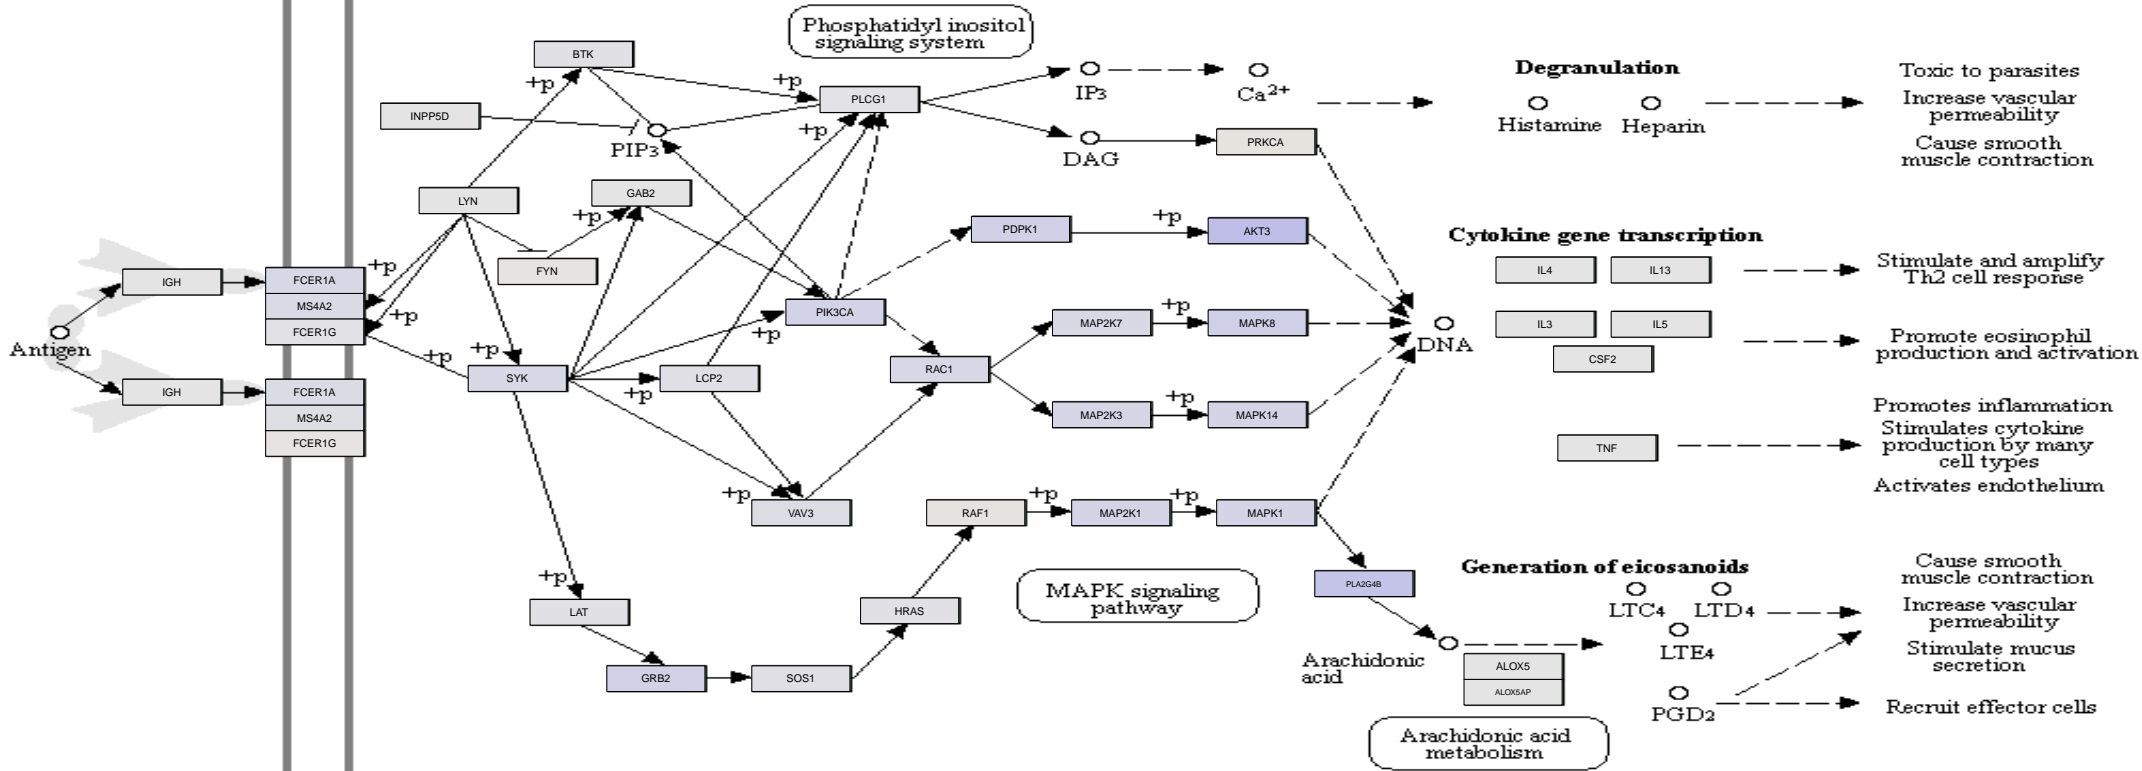 Phosphatidyl inositol
signaling system
BTK
+p
+p
PLCG1
IP3
Ca2+
Degranulation
Histamine
Heparin
Toxic to parasites
Increase vascular
permeability
Cause smooth
muscle contraction
INPP5D
PIP3
+p
DAG
PRKCA
LYN
GAB2
+p
FYN
PDPK1
+p
AKT3
Cytokine gene transcription
IL4
IL13
Stimulate and amplify
Th2 cell response
IGH
FCER1A
MS4A2
FCER1G
+p
+p
+p
Antigen
PIK3CA
+p
MAP2K7
+p
MAPK8
DNA
IL3
IL5
CSF2
Promote eosinophil
production and activation
+p
SYK
+p
LCP2
RAC1
IGH
FCER1A
MS4A2
FCER1G
MAP2K3
+p
MAPK14
TNF
Promotes inflammation
Stimulates cytokine
production by many
cell types
Activates endothelium
+p
VAV3
RAF1
+p
MAP2K1
+p
MAPK1
+p
LAT
HRAS
MAPK signaling
pathway
PLA2G4B
Generation of eicosanoids
LTC4
LTD4
LTE4
Cause smooth
muscle contraction
Increase vascular
permeability
Stimulate mucus
secretion
GRB2
SOS1
Arachidonic
acid
ALOX5
ALOX5AP
PGD2
Recruit effector cells
Arachidonic acid
metabolism